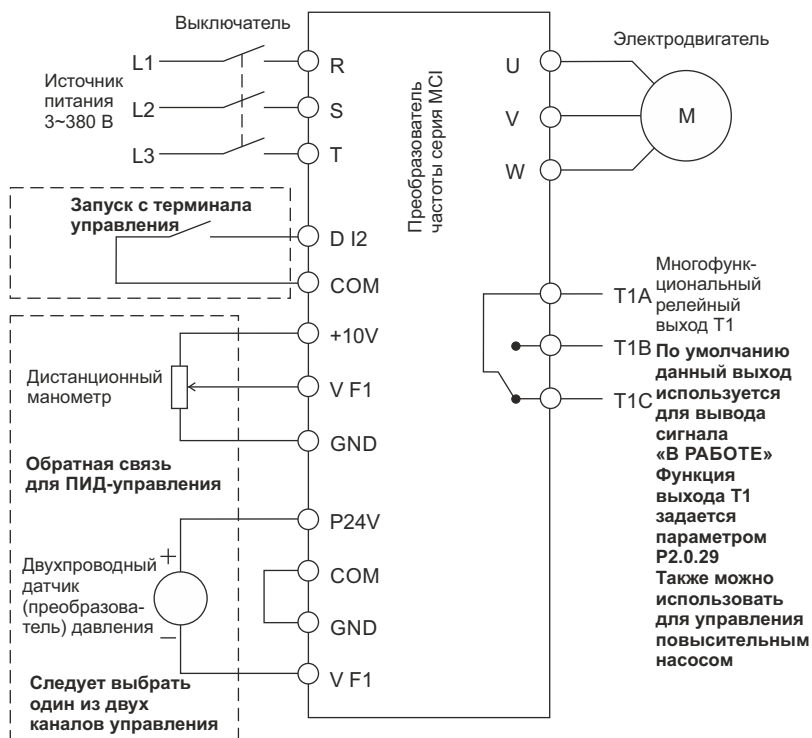 Выключатель
L1
L2
L3
Источник
питания
3~380 В
R
S
T
Преобразователь
частоты серия MCI
U
V
W
Электродвигатель
M
Запуск с терминала
управления
D I2
COM
+10V
Дистанционный
манометр
V F1
GND
Обратная связь
для ПИД-управления
P24V
Двухпроводный
датчик
(преобразова-
тель) давления
+
−
COM
GND
V F1
Следует выбрать
один из двух
каналов управления
T1A
T1B
T1C
Многофунк-
циональный
релейный
выход T1
По умолчанию
данный выход
используется
для вывода
сигнала
«В РАБОТЕ»
Функция
выхода T1
задается
параметром
P2.0.29
Также можно
использовать
для управления
повысительным
насосом